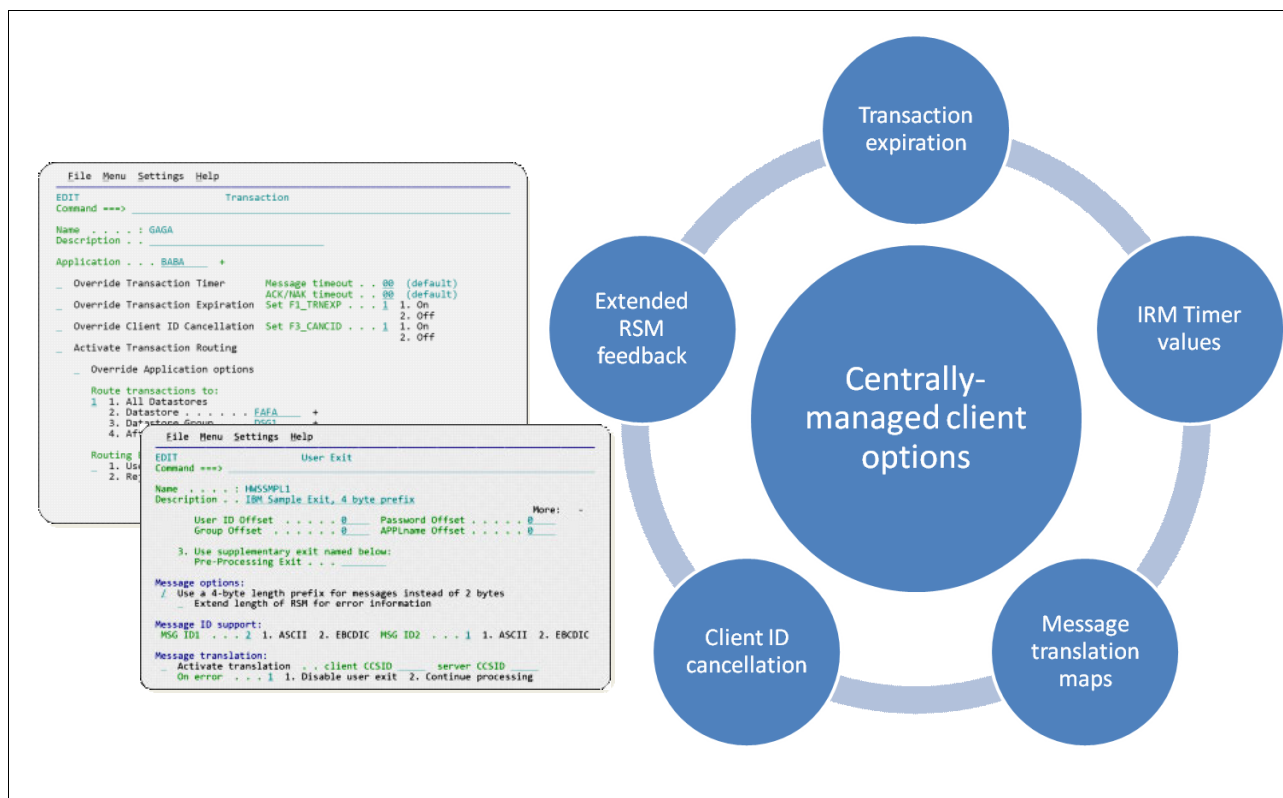 File Menu Settings Help
EDIT Transaction
Command ===>
Name . . . . : GAGA
Description . .
Application . . . BABA +
_ Override Transaction Timer Message timeout . . 00 (default)
ACK/NAK timeout . . 00 (default)
_ Override Transaction Expiration Set F1_TRNEXP . . . 1 1. On
2. Off
_ Override Client ID Cancellation Set F3_CANCID . . . 1 1. On
2. Off
_ Activate Transaction Routing
_ Override Application options
Route transactions to:
1 1. All Datastores
2. Datastore . . . . . . FAFA +
3. Datastore Group DSG1 +
4. Af
Routing
_ 1. Us
2. Re
File Menu Settings Help
EDIT User Exit
Command ===>
Name . . . . : HWSSMPL1
Description . . IBM Sample Exit, 4 byte prefix
More: -
User ID Offset . . . . . . 0 Password Offset . . . . . 0
Group Offset . . . . . . 0 APPLname Offset . . . . . 0
3. Use supplementary exit named below:
Pre-Processing Exit . . .
Message options:
/ Use a 4-byte length prefix for messages instead of 2 bytes
_ Extend length of RSM for error information
Message ID support:
MSG ID1 . . . 2 1. ASCII 2. EBCDIC MSG ID2 . . . 1 1. ASCII 2. EBCDIC
Message translation:
_ Activate translation . . client CCSID server CCSID
On error . . . 1 1. Disable user exit 2. Continue processing
Transaction
expiration
Extended
RSM
feedback
IRM Timer
values
Centrally-
managed client
options
Client ID
cancellation
Message
translation
maps